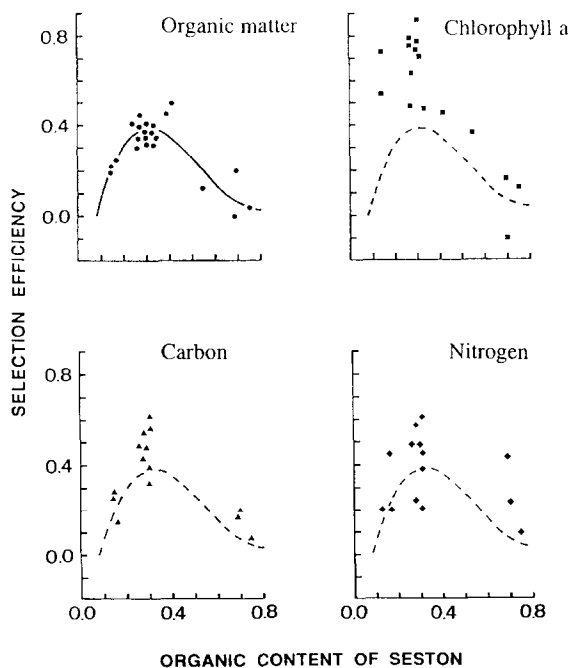 Organic matter
Chlorophyll a
0.8
0.4
0.0
SELECTION EFFICIENCY
Carbon
Nitrogen
0.8
0.4
0.0
0.0
0.4
0.8
0.0
0.4
0.8
ORGANIC CONTENT OF SESTON